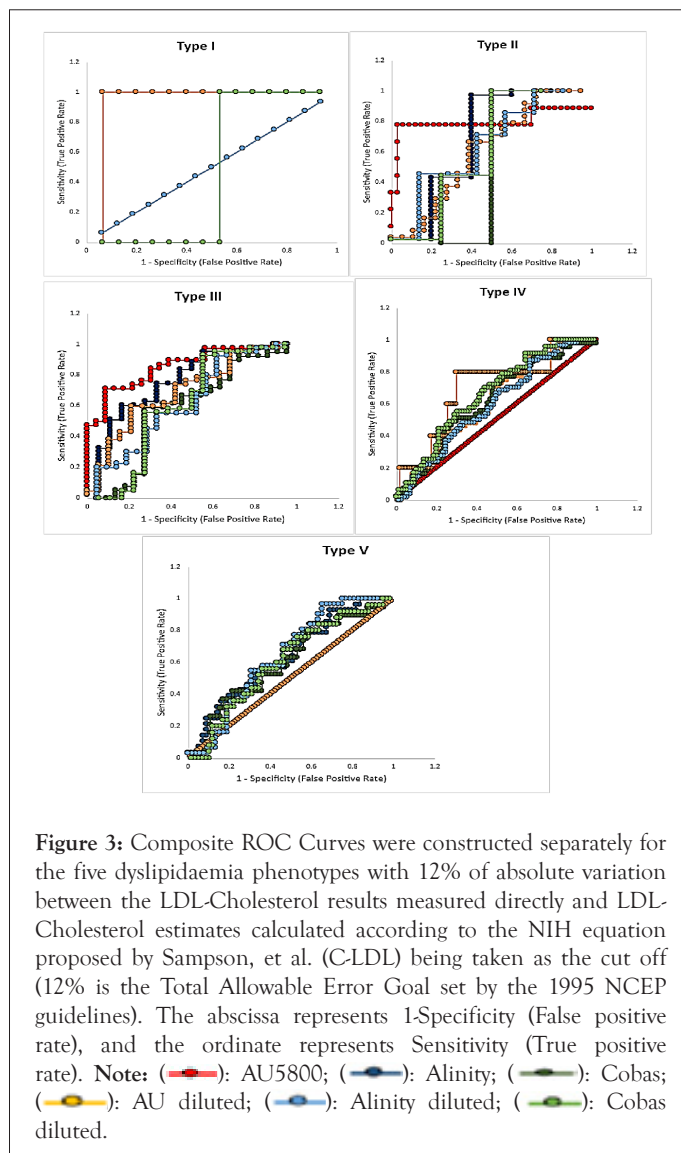 Type I
Sensitivity (True Positive Rate)
1.2
1
0.8
0.6
0.4
0.2
0
0.2 0.4 0.6 0.8 1
1 - Specificity (False Positive Rate)
Type II
Sensitivity (True Positive Rate)
1.2
1
0.8
0.6
0.4
0.2
0
0 0.2 0.4 0.6 0.8 1 1.2
1 - Specificity (False Positive Rate)
Type III
Sensitivity (True Positive Rate)
1.2
1
0.8
0.6
0.4
0.2
0
0 0.2 0.4 0.6 0.8 1 1.2
1 - Specificity (False Positive Rate)
Type IV
Sensitivity (True Positive Rate)
1.2
1
0.8
0.6
0.4
0.2
0
0 0.2 0.4 0.6 0.8 1 1.2
1 - Specificity (False Positive Rate)
Type V
Sensitivity (True Positive Rate)
1.2
1
0.8
0.6
0.4
0.2
0
0 0.2 0.4 0.6 0.8 1 1.2
1 - Specificity (False Positive Rate)
Figure 3: Composite ROC Curves were constructed separately for
the five dyslipidaemia phenotypes with 12% of absolute variation
between the LDL-Cholesterol results measured directly and LDL-
Cholesterol estimates calculated according to the NIH equation
proposed by Sampson, et al. (C-LDL) being taken as the cut off
(12% is the Total Allowable Error Goal set by the 1995 NCEP
guidelines). The abscissa represents 1-Specificity (False positive
rate), and the ordinate represents Sensitivity (True positive
rate). Note: ( ): AU5800; ( ): Alinity; ( ): Cobas;
( ): AU diluted; ( ): Alinity diluted; ( ): Cobas
diluted.